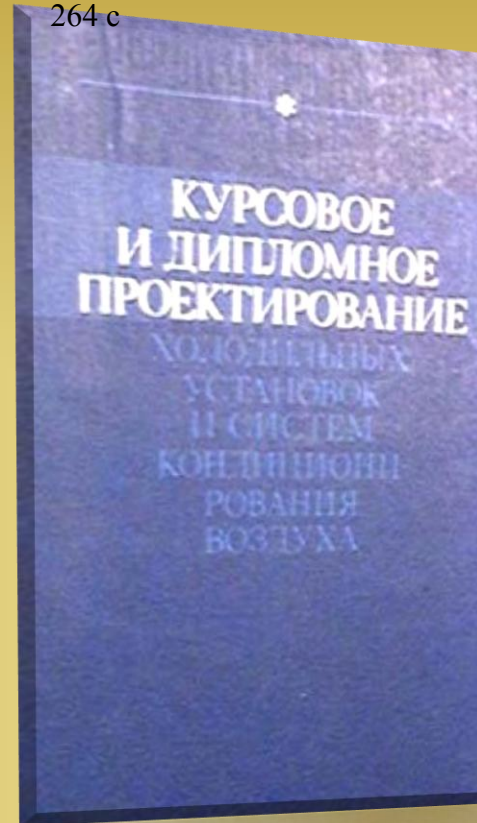 264 с
КУРСОВОЕ
И ДИПЛОМНОЕ
ПРОЕКТИРОВАНИЕ
ХОЛОДИЛЬНЫХ
УСТАНОВОК
И СИСТЕМ
КОНДИЦИОНИ
РОВАНИЯ
ВОЗДУХА